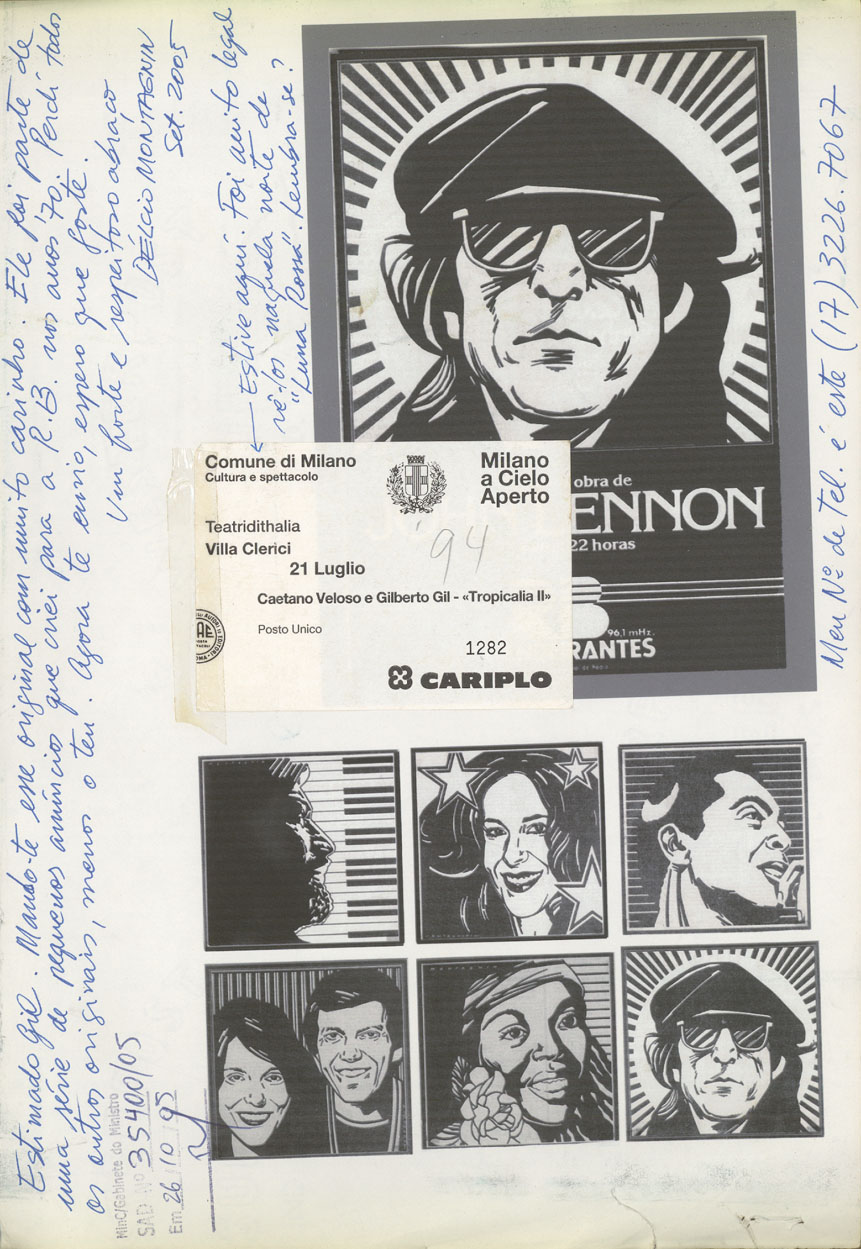 Estimado Gil. Mando-te esse original com muito carinho. Ele foi parte de
uma série de pequenos anúncios que criei para a R.B. nos anos '70. Perdi todos
os outros originais, menos o teu. Agora te envio, espero que goste.
Um forte e respeitoso abraço
DÉLCIO MONTAGNIN
Set. 2005
← Estive aqui. Foi muito legal
vê-los naquela noite de
"Luna Rossa". Lembra-se?
Meu Nº de Tel. é este (17) 3226.7067
obra de
ENNON
22 horas
96,1 mHz.
RANTES
Comune di Milano
Cultura e spettacolo
Milano
a Cielo
Aperto
Teatridithalia
Villa Clerici
'94
21 Luglio
Caetano Veloso e Gilberto Gil - «Tropicalia II»
Posto Unico
1282
CARIPLO
MinC/Gabinete do Ministro
SAD Nº 35400/05
Em 26/10/05